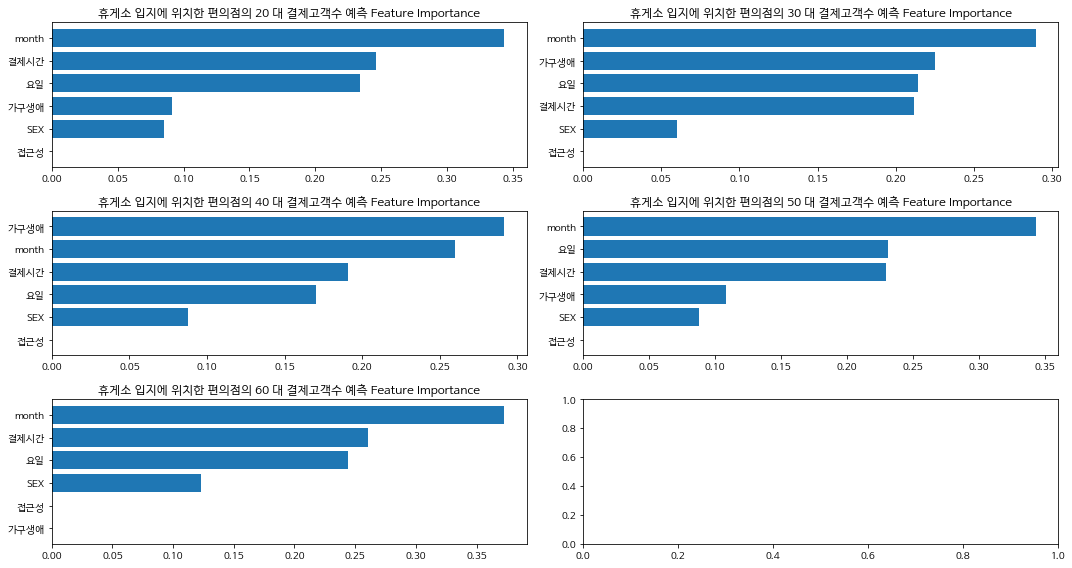 휴게소 입지에 위치한 편의점의 20 대 결제고객수 예측 Feature Importance
month
결제시간
요일
가구생애
SEX
접근성
0.00 0.05 0.10 0.15 0.20 0.25 0.30 0.35
휴게소 입지에 위치한 편의점의 30 대 결제고객수 예측 Feature Importance
month
가구생애
요일
결제시간
SEX
접근성
0.00 0.05 0.10 0.15 0.20 0.25 0.30
휴게소 입지에 위치한 편의점의 40 대 결제고객수 예측 Feature Importance
가구생애
month
결제시간
요일
SEX
접근성
0.00 0.05 0.10 0.15 0.20 0.25 0.30
휴게소 입지에 위치한 편의점의 50 대 결제고객수 예측 Feature Importance
month
요일
결제시간
가구생애
SEX
접근성
0.00 0.05 0.10 0.15 0.20 0.25 0.30 0.35
휴게소 입지에 위치한 편의점의 60 대 결제고객수 예측 Feature Importance
month
결제시간
요일
SEX
접근성
가구생애
0.00 0.05 0.10 0.15 0.20 0.25 0.30 0.35
1.0
0.8
0.6
0.4
0.2
0.0
0.0 0.2 0.4 0.6 0.8 1.0